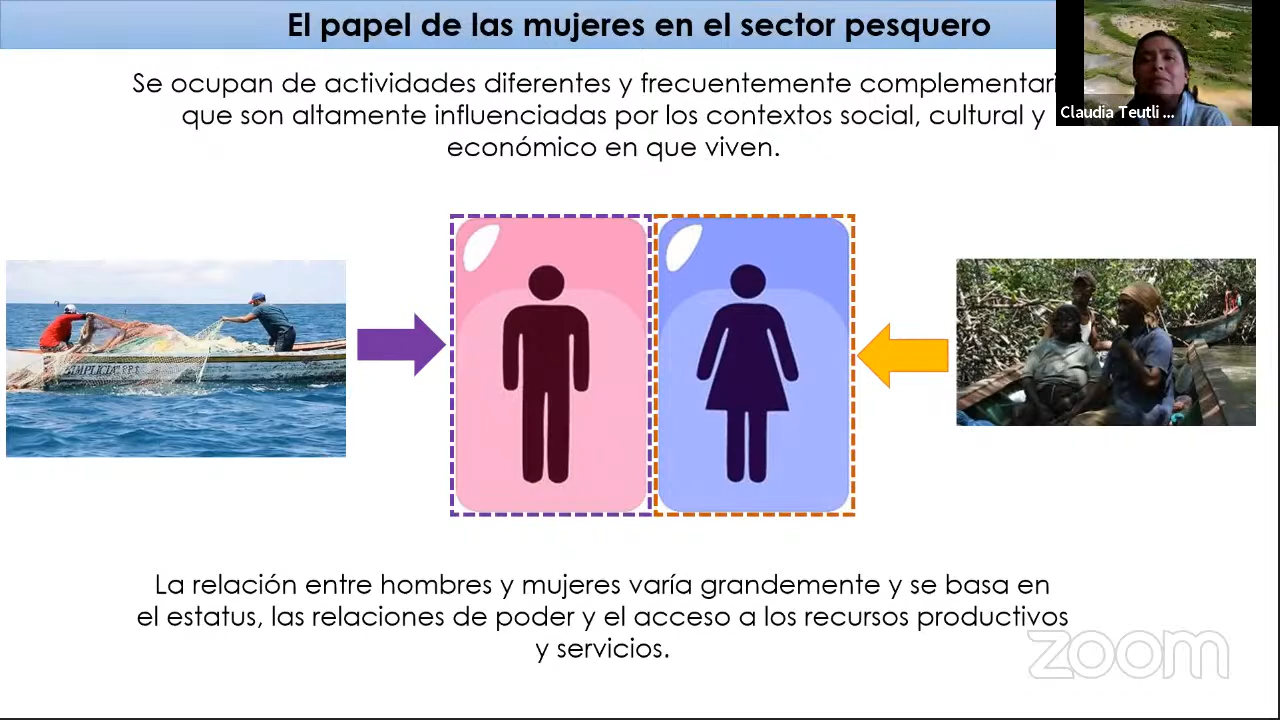 El papel de las mujeres en el sector pesquero
Se ocupan de actividades diferentes y frecuentemente
que son altamente influenciadas por los contextos social, cultural y
económico en que viven.
Claudia Teutli ...
La relación entre hombres y mujeres varía grandemente y se basa en
el estatus, las relaciones de poder y el acceso a los recursos productivos
y servicios.
zoom